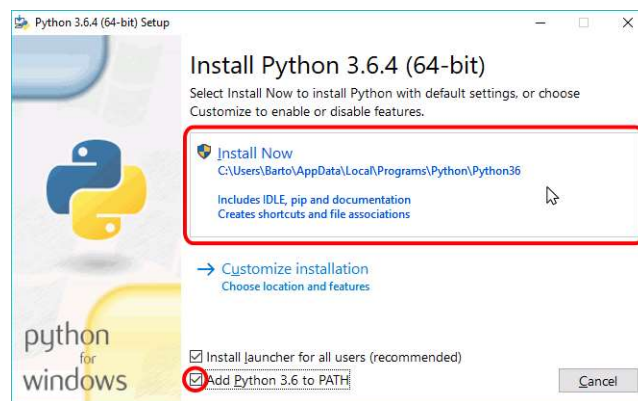 Python 3.6.4 (64-bit) Setup
Install Python 3.6.4 (64-bit)
Select Install Now to install Python with default settings, or choose
Customize to enable or disable features.
Install Now
C:\Users\Barto\AppData\Local\Programs\Python\Python36
Includes IDLE, pip and documentation
Creates shortcuts and file associations
Customize installation
Choose location and features
python
for
windows
Install launcher for all users (recommended)
Add Python 3.6 to PATH
Cancel